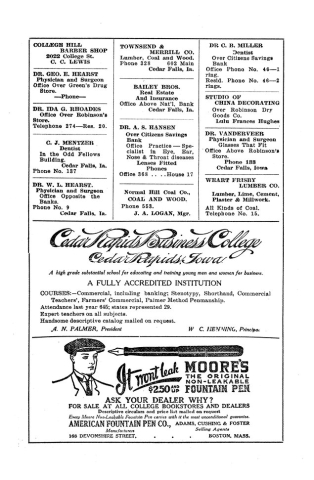 COLLEGE HILL
BARBER SHOP
2022 College St.
C. C. LEWIS
DR. GEO. E. HEARST
Physician and Surgeon
Office Over Green's Drug
Store.
—Phone—
DR. IDA G. RHOADES
Office Over Robinson's
Store.
Telephone 274—Res. 20.
C. J. MENTZER
Dentist
In the Odd Fellows
Building.
Cedar Falls, Ia.
Phone No. 157
DR. W. L. HEARST.
Physician and Surgeon
Office Opposite the
Banks.
Phone No. 9
Cedar Falls, Ia.
TOWNSEND &
MERRILL CO.
Lumber, Coal and Wood.
Phone 328 602 Main
Cedar Falls, Ia.
BAILEY BROS.
Real Estate
And Insurance
Office Above Nat'l. Bank
Cedar Falls, Ia.
DR. A. S. HANSEN
Over Citizens Savings
Bank
Office Practice — Spe-
cialist in Eye, Ear,
Nose & Throat diseases
Lenses Fitted
Phones
Office 368 . . . House 17
Normal Hill Coal Co.,
COAL AND WOOD.
Phone 553.
J. A. LOGAN, Mgr.
DR C. B. MILLER
Dentist
Over Citizens Savings
Bank
Office Phone No. 46—1
ring.
Resid. Phone No. 46—2
rings.
STUDIO OF
CHINA DECORATING
Over Robinson Dry
Goods Co.
Lulu Frances Hughes
DR. VANDERVEER
Physician and Surgeon
Glasses That Fit
Office Above Robinson's
Store.
Phone 188
Cedar Falls, Iowa
WEART FRISBY
LUMBER CO.
Lumber, Lime, Cement,
Plaster & Millwork.
All Kinds of Coal.
Telephone No. 15.
Cedar Rapids Business College
Cedar Rapids, Iowa
A high grade substantial school for educating and training young men and women for business.
A FULLY ACCREDITED INSTITUTION
COURSES:—Commercial, including banking; Stenotypy, Shorthand, Commercial
Teachers', Farmers' Commercial, Palmer Method Penmanship.
Attendance last year 645; states represented 29.
Expert teachers on all subjects.
Handsome descriptive catalog mailed on request.
A. N. PALMER, President W C. HENNING, Principa.
It wont leak
MOORE'S
THE ORIGINAL
NON-LEAKABLE
FOUNTAIN PEN
$2.50 AND UP
ASK YOUR DEALER WHY?
FOR SALE AT ALL COLLEGE BOOKSTORES AND DEALERS
Descriptive circulars and price list mailed on request
Every Moore Non-Leakable Fountain Pen carries with it the most unconditional guarantee.
AMERICAN FOUNTAIN PEN CO., ADAMS, CUSHING & FOSTER
Manufacturers Selling Agents
168 DEVONSHIRE STREET, . . . BOSTON, MASS.